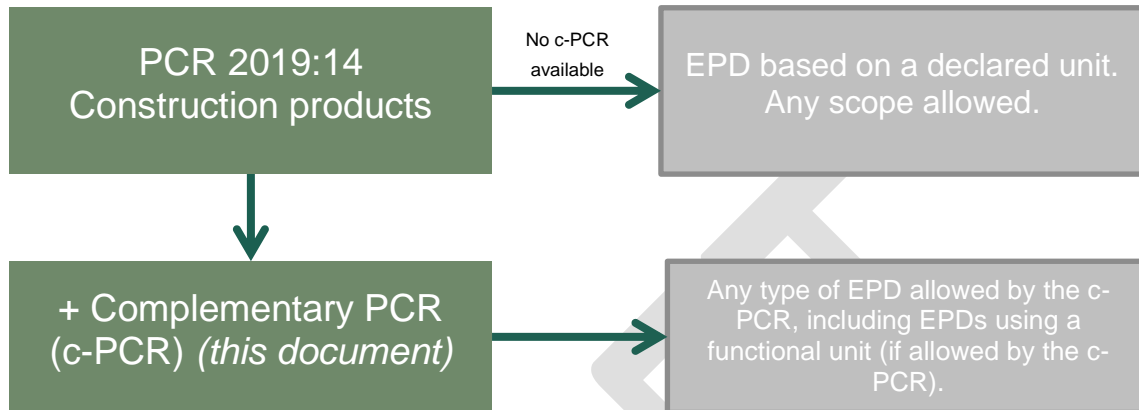 PCR 2019:14
Construction products
No c-PCR
available
EPD based on a declared unit.
Any scope allowed.
+ Complementary PCR
(c-PCR) (this document)
Any type of EPD allowed by the c-
PCR, including EPDs using a
functional unit (if allowed by the c-
PCR).